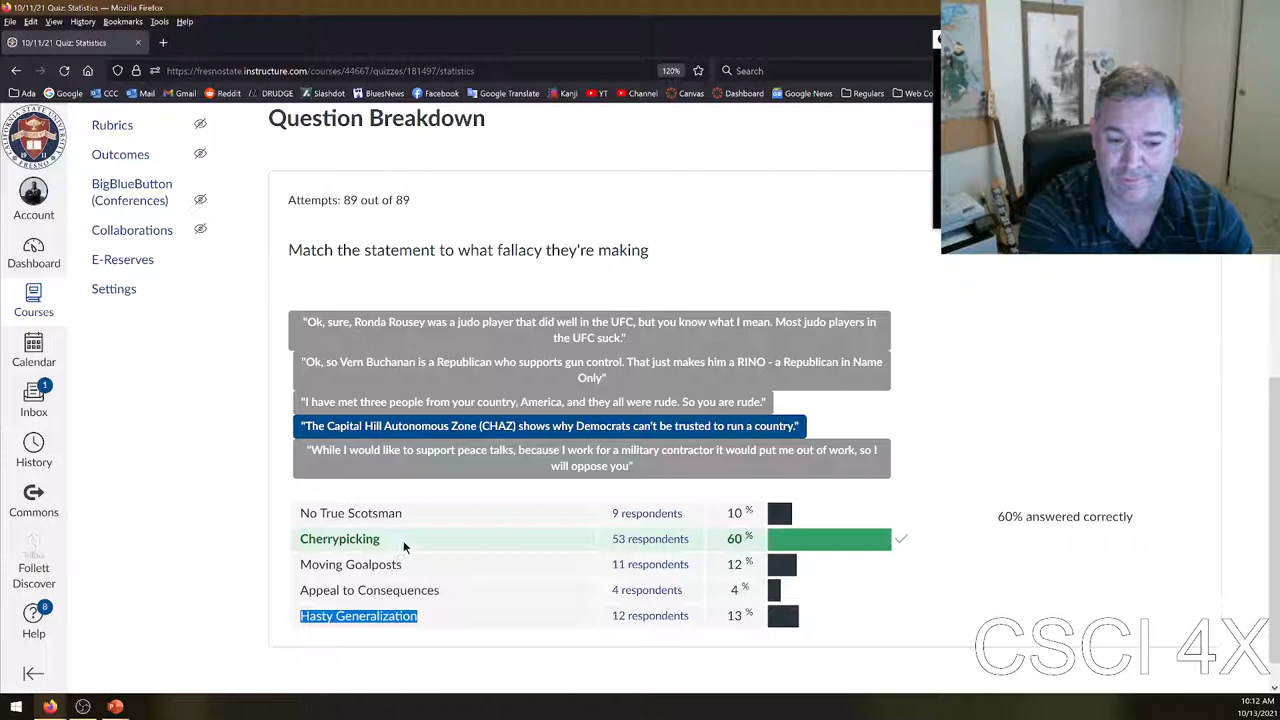 10/11/21 Quiz: Statistics — Mozilla Firefox
File Edit View History Bookmarks Tools Help
10/11/21 Quiz: Statistics
https://fresnostate.instructure.com/courses/44667/quizzes/181497/statistics
120%
Search
Ada Google CCC Mail Gmail Reddit DRUDGE Slashdot BluesNews Facebook Google Translate Kanji YT Channel Canvas Dashboard Google News Regulars Web Co
Account
Dashboard
Courses
Calendar
1
Inbox
History
Commons
Follett
Discover
8
Help
Rubrics
Outcomes
BigBlueButton
(Conferences)
Collaborations
E-Reserves
Settings
Question Breakdown
Attempts: 89 out of 89
Match the statement to what fallacy they're making
"Ok, sure, Ronda Rousey was a judo player that did well in the UFC, but you know what I mean. Most judo players in
the UFC suck."
"Ok, so Vern Buchanan is a Republican who supports gun control. That just makes him a RINO - a Republican in Name
Only"
"I have met three people from your country, America, and they all were rude. So you are rude."
"The Capital Hill Autonomous Zone (CHAZ) shows why Democrats can't be trusted to run a country."
"While I would like to support peace talks, because I work for a military contractor it would put me out of work, so I
will oppose you"
No True Scotsman 9 respondents 10 %
Cherrypicking 53 respondents 60 %
Moving Goalposts 11 respondents 12 %
Appeal to Consequences 4 respondents 4 %
Hasty Generalization 12 respondents 13 %
60% answered correctly
CSCI 4X
10:12 AM
10/13/2021